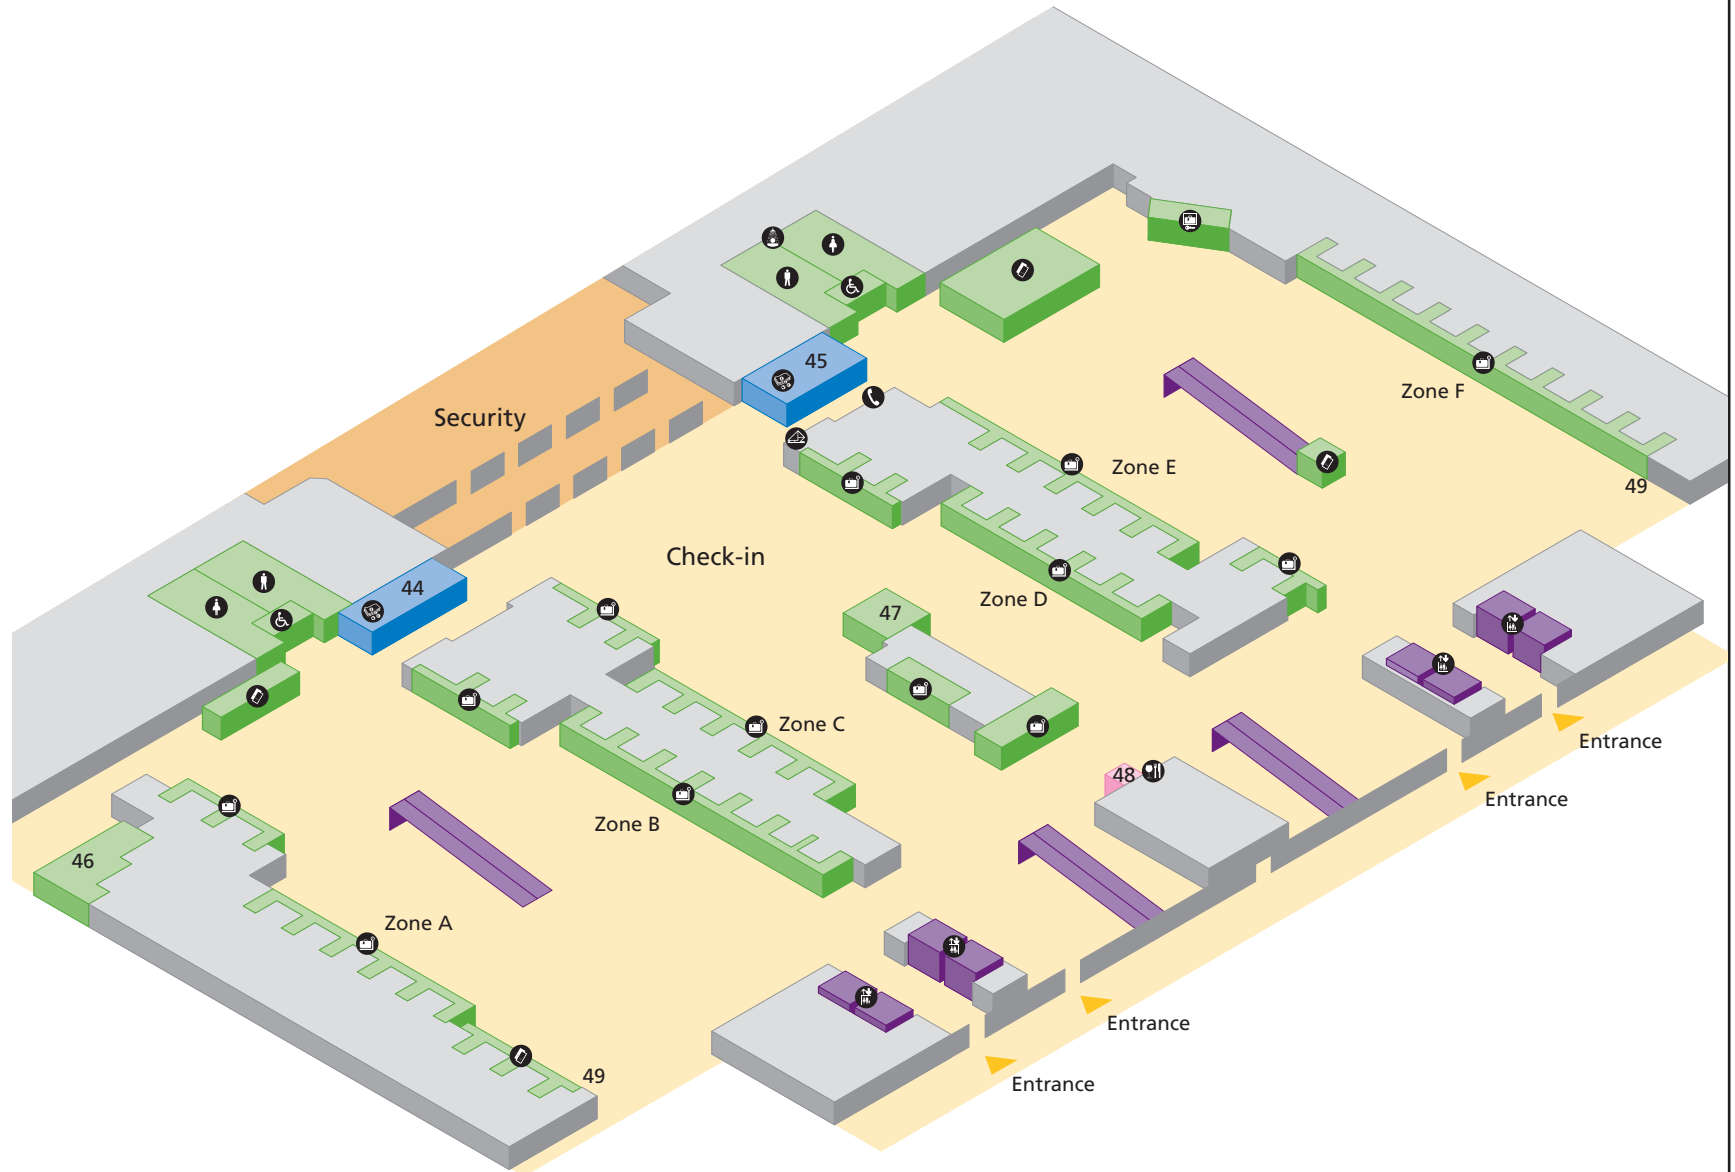 45
Zone F
Security
Zone E
49
Check-in
44
Zone D
47
Zone C
Entrance
48
Entrance
Zone B
46
Zone A
Entrance
49
Entrance